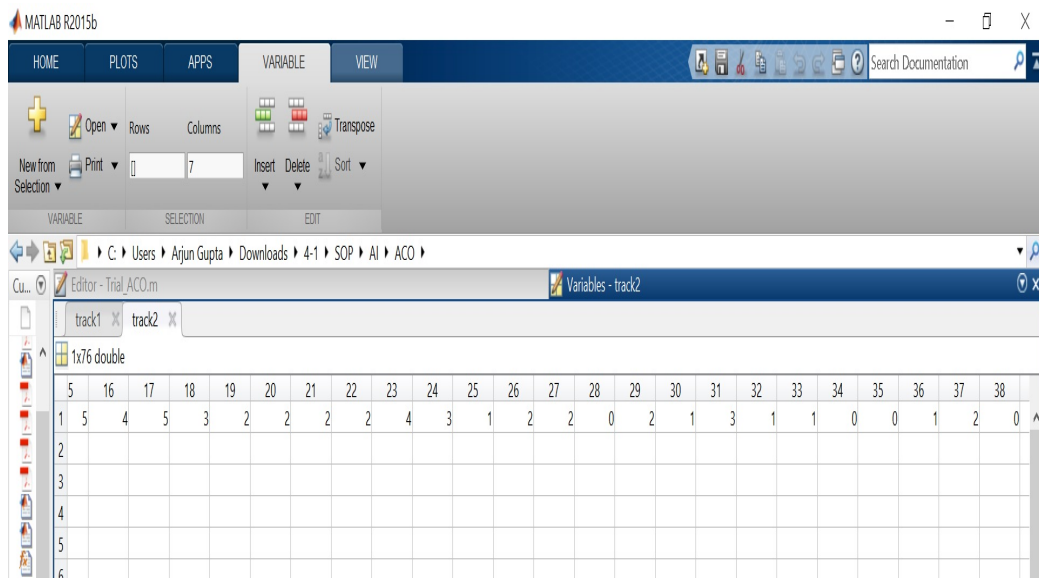 MATLAB R2015b
HOME PLOTS APPS VARIABLE VIEW Search Documentation
Open Rows Columns Transpose
New from Selection Print [] 7 Insert Delete Sort
VARIABLE SELECTION EDIT
C: Users Arjun Gupta Downloads 4-1 SOP AI ACO
Cu... Editor - Trial_ACO.m Variables - track2
track1 track2
1x76 double
5 16 17 18 19 20 21 22 23 24 25 26 27 28 29 30 31 32 33 34 35 36 37 38
1 5 4 5 3 2 2 2 2 4 3 1 2 2 0 2 1 3 1 1 0 0 1 2 0
2
3
4
5
6